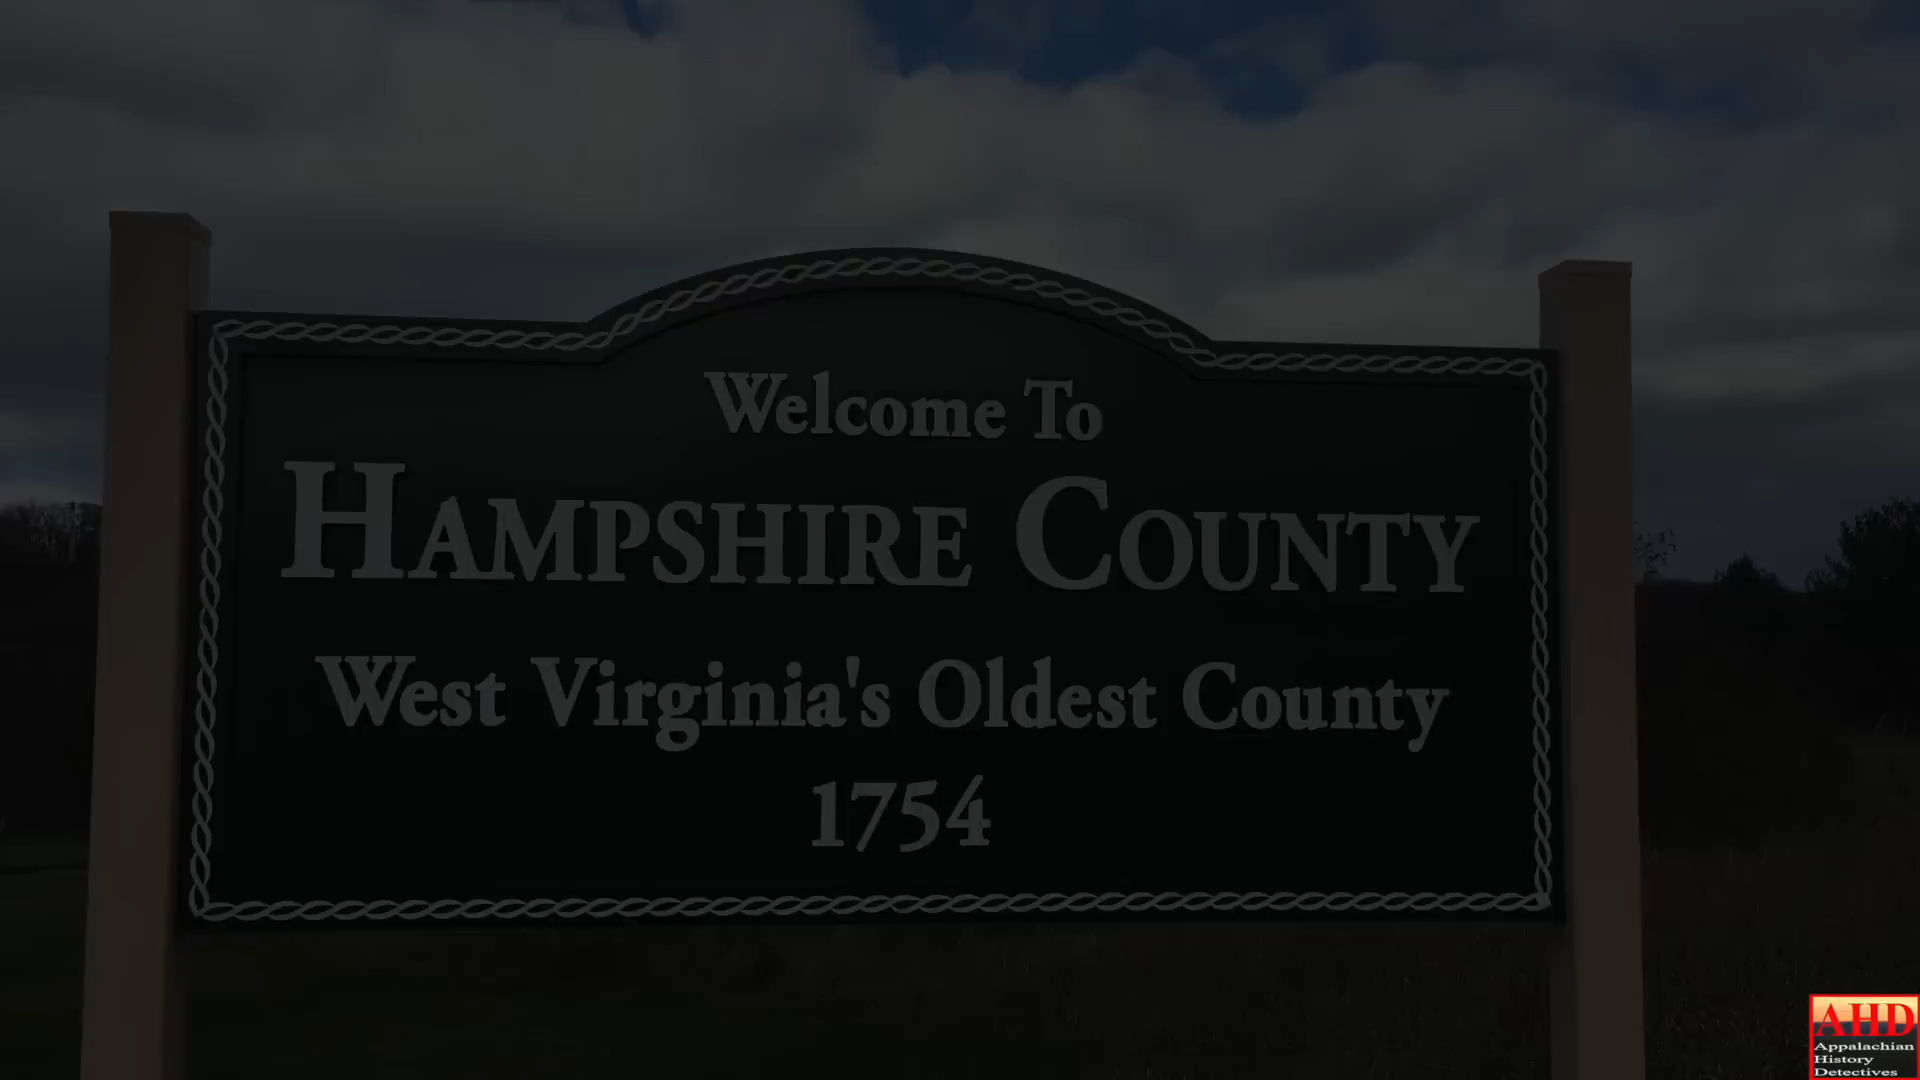 Welcome To
HAMPSHIRE COUNTY
West Virginia's Oldest County
1754
AHD
Appalachian
History
Detectives